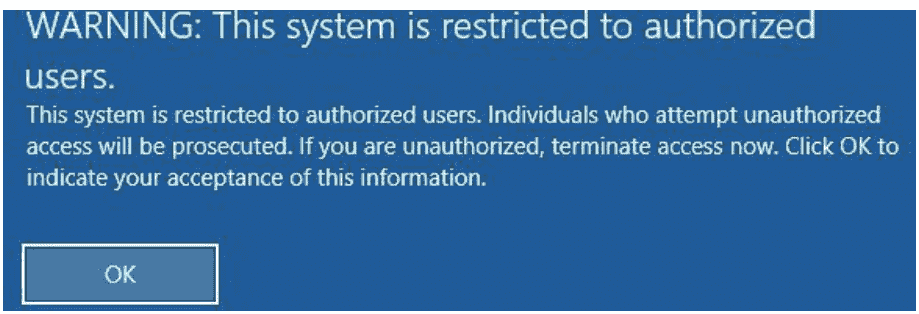 WARNING: This system is restricted to authorized
users.
This system is restricted to authorized users. Individuals who attempt unauthorized
access will be prosecuted. If you are unauthorized, terminate access now. Click OK to
indicate your acceptance of this information.
OK